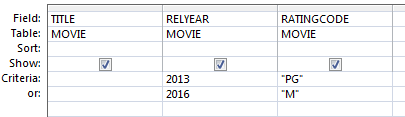 Field: TITLE RELYEAR RATINGCODE
Table: MOVIE MOVIE MOVIE
Sort:
Show:
Criteria: 2013 "PG"
or: 2016 "M"